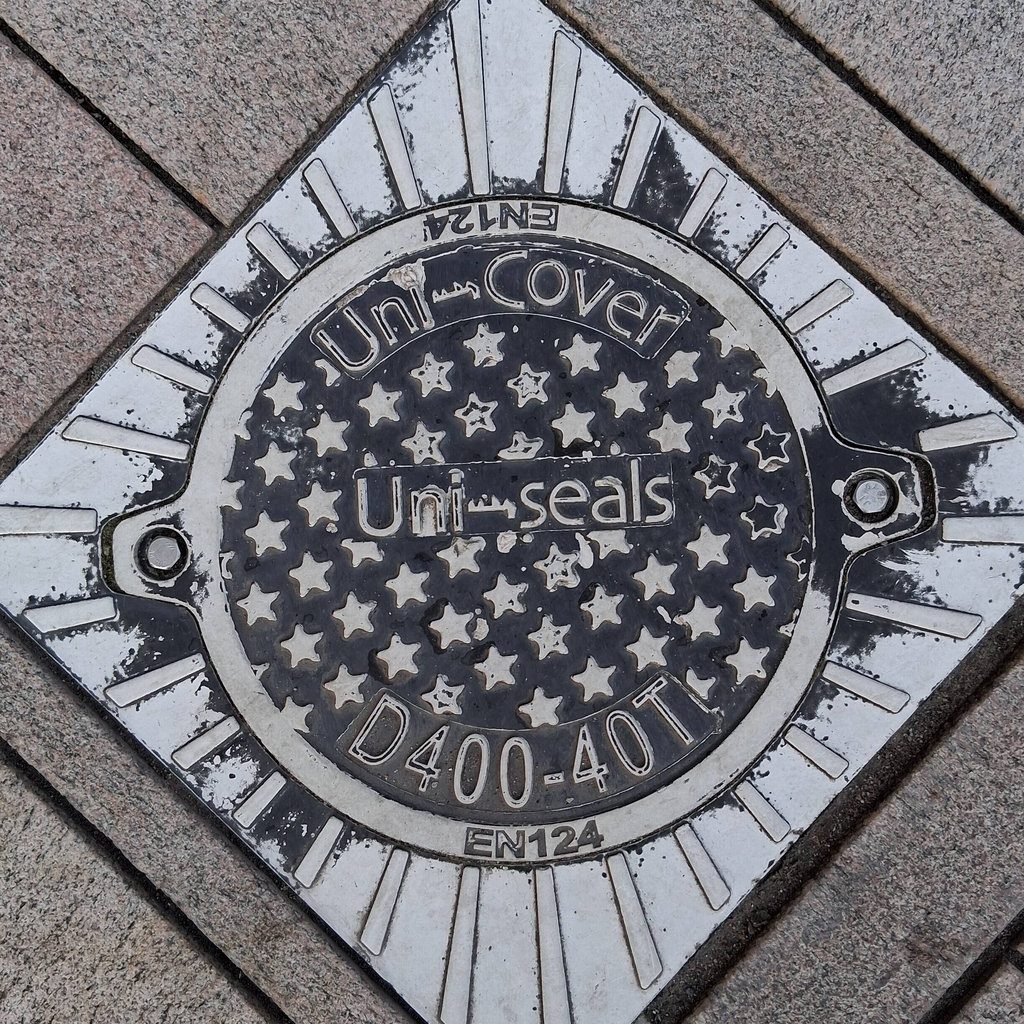 EN124
Uni-Cover
Uni-seals
D400-40T
EN124